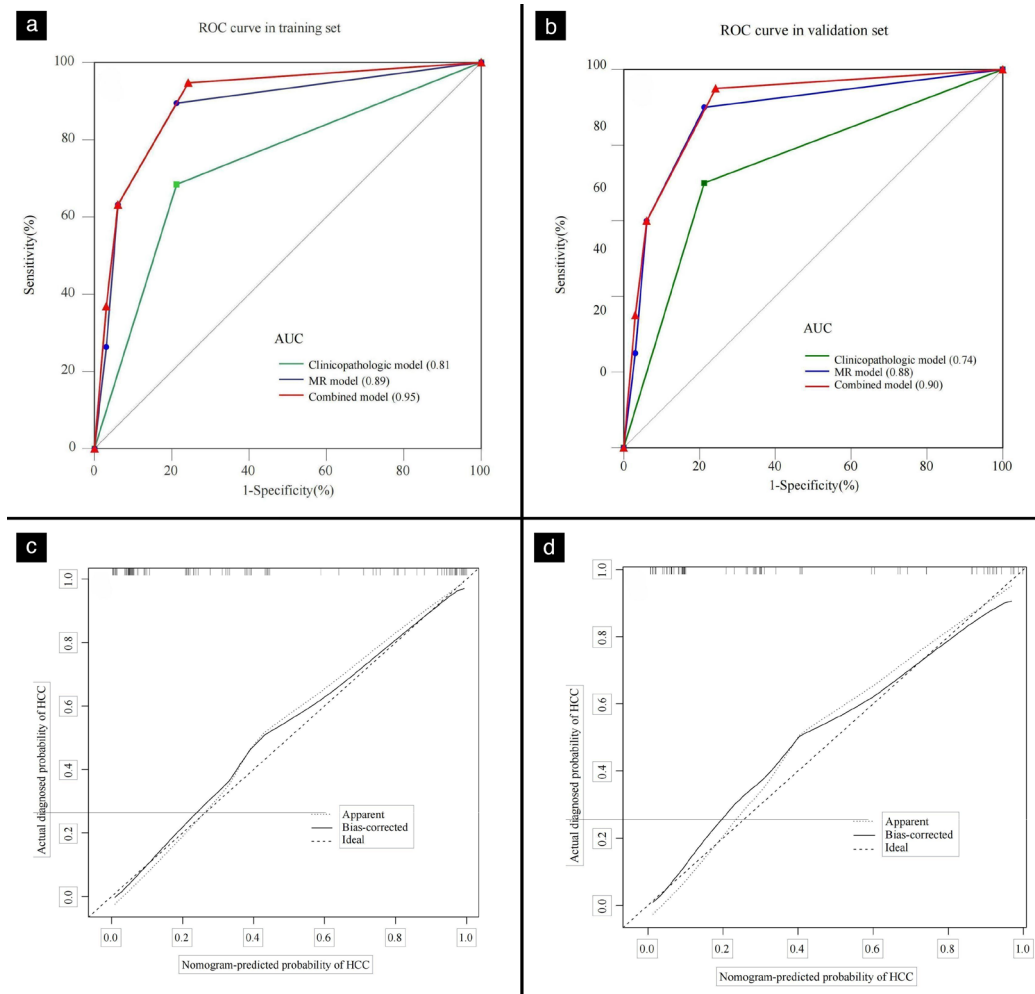 a
ROC curve in training set
100
80
60
40
20
0
Sensitivity(%)
AUC
Clinicopathologic model (0.81
MR model (0.89)
Combined model (0.95)
0
20
40
60
80
100
1-Specificity(%)
b
ROC curve in validation set
100
80
60
40
20
0
Sensitivity(%)
AUC
Clinicopathologic model (0.74)
MR model (0.88)
Combined model (0.90)
0
20
40
60
80
100
1-Specificity(%)
c
1.0
0.8
0.6
0.4
0.2
0.0
Actual diagnosed probability of HCC
Apparent
Bias-corrected
Ideal
0.0
0.2
0.4
0.6
0.8
1.0
Nomogram-predicted probability of HCC
d
1.0
0.8
0.6
0.4
0.2
0.0
Actual diagnosed probability of HCC
Apparent
Bias-corrected
Ideal
0.0
0.2
0.4
0.6
0.8
1.0
Nomogram-predicted probability of HCC